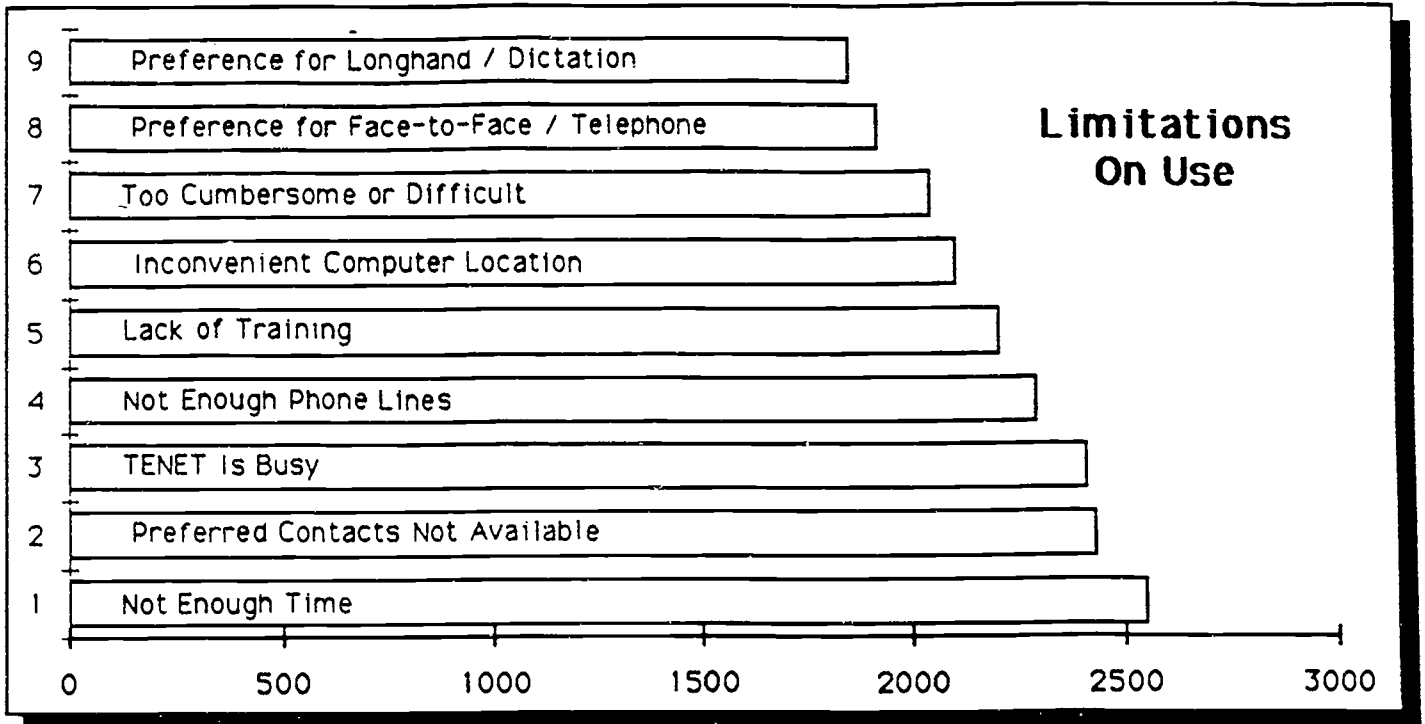 9 Preference for Longhand / Dictation
8 Preference for Face-to-Face / Telephone
Limitations
On Use
7 Too Cumbersome or Difficult
6 Inconvenient Computer Location
5 Lack of Training
4 Not Enough Phone Lines
3 TENET Is Busy
2 Preferred Contacts Not Available
1 Not Enough Time
0 500 1000 1500 2000 2500 3000